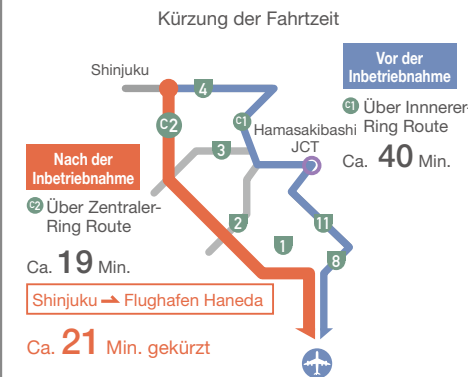 Kürzung der Fahrtzeit
Shinjuku
4
C2
C1
3
Hamasakibashi
JCT
2
1
11
8
Vor der
Inbetriebnahme
C1 Über Innnerer-
Ring Route
Ca. 40 Min.
Nach der
Inbetriebnahme
C2 Über Zentraler-
Ring Route
Ca. 19 Min.
Shinjuku → Flughafen Haneda
Ca. 21 Min. gekürzt